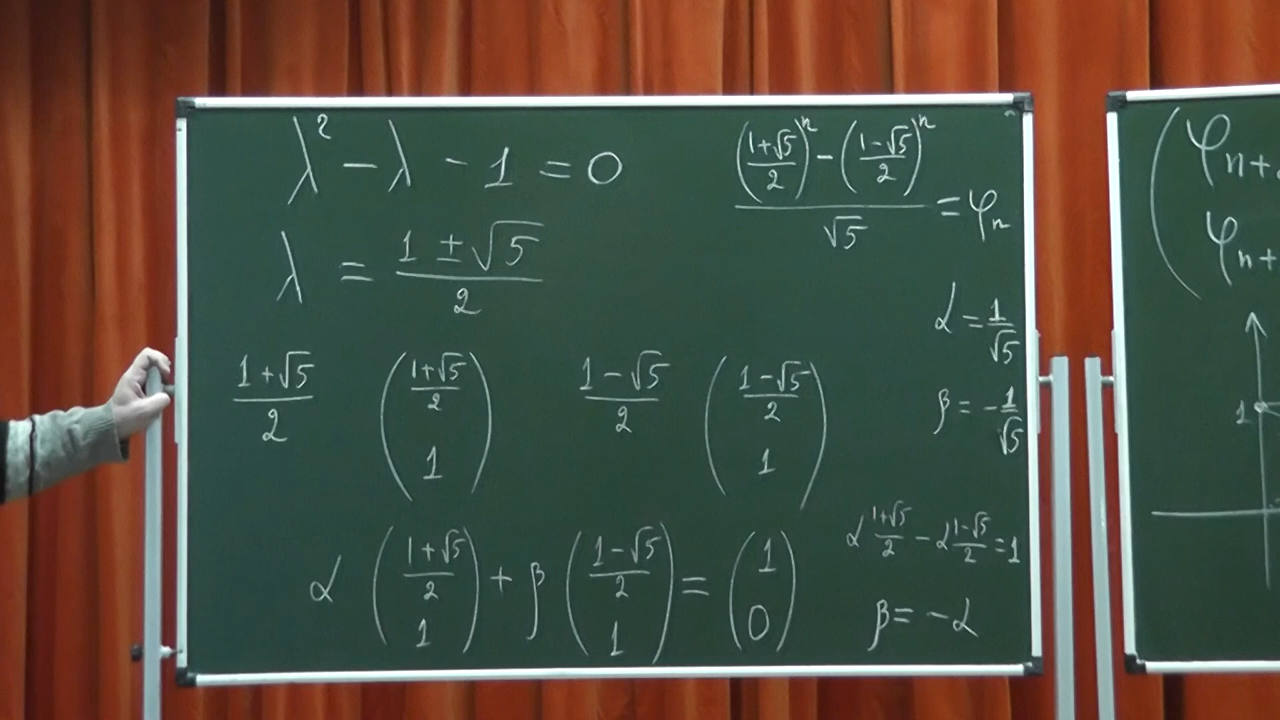 λ² − λ − 1 = 0
λ = (1 ± √5)/2
(1+√5)/2 ((1+√5)/2, 1) (1−√5)/2 ((1−√5)/2, 1)
α ((1+√5)/2, 1) + β ((1−√5)/2, 1) = (1, 0)
(((1+√5)/2)ⁿ − ((1−√5)/2)ⁿ)/√5 = φₙ
α = 1/√5
β = −1/√5
α (1+√5)/2 − α (1−√5)/2 = 1
β = −α
(φn+
φn+
1